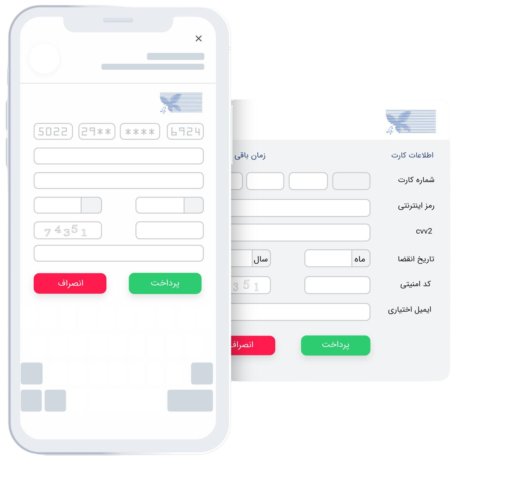 5022 29** **** 6924
74351
پرداخت
انصراف
زمان باقی
اطلاعات کارت
شماره کارت
رمز اینترنتی
cvv2
تاریخ انقضا
ماه
سال
کد امنیتی
351
ایمیل اختیاری
پرداخت
انصراف